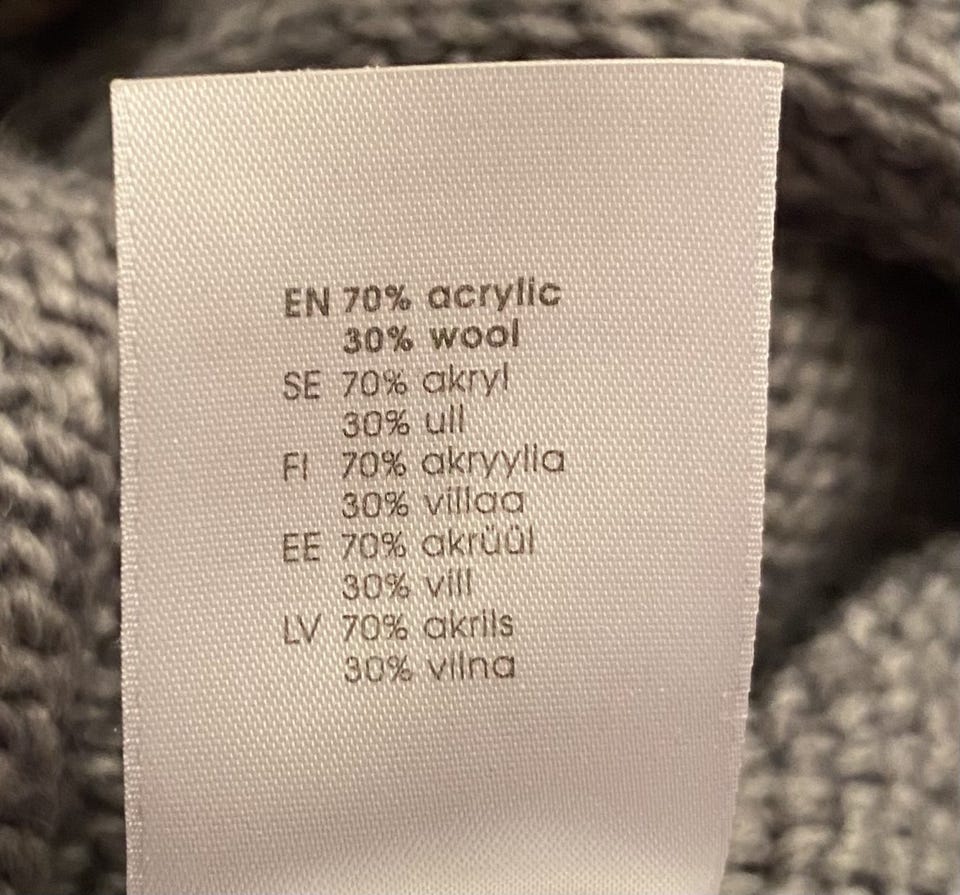 EN 70% acrylic
30% wool
SE 70% akryl
30% ull
FI 70% akryylia
30% villaa
EE 70% akrüül
30% vill
LV 70% akrils
30% vilna